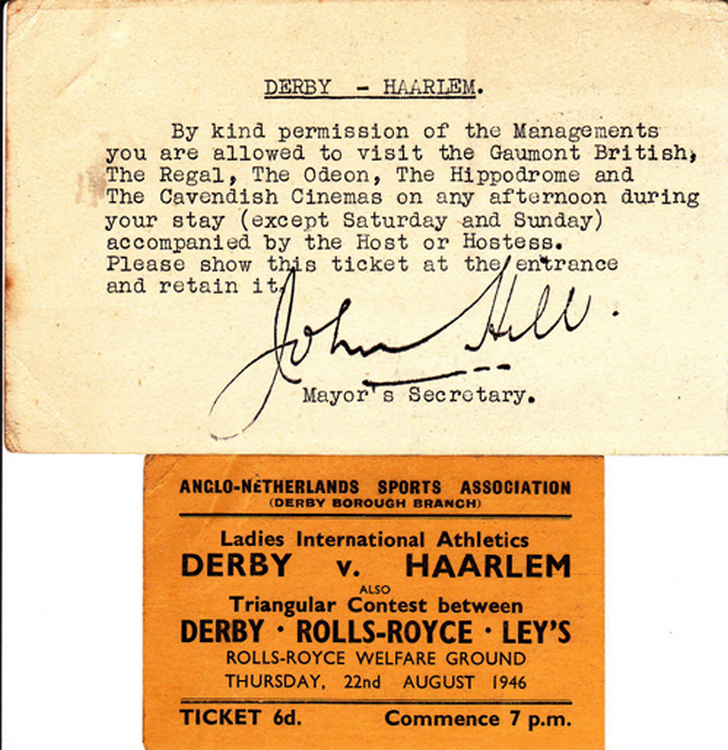 DERBY - HAARLEM.
By kind permission of the Managements
you are allowed to visit the Gaumont British,
The Regal, The Odeon, The Hippodrome and
The Cavendish Cinemas on any afternoon during
your stay (except Saturday and Sunday)
accompanied by the Host or Hostess.
Please show this ticket at the entrance
and retain it.
John Hill.
Mayor's Secretary.
ANGLO-NETHERLANDS SPORTS ASSOCIATION
(DERBY BOROUGH BRANCH)
Ladies International Athletics
DERBY v. HAARLEM
ALSO
Triangular Contest between
DERBY · ROLLS-ROYCE · LEY'S
ROLLS-ROYCE WELFARE GROUND
THURSDAY, 22nd AUGUST 1946
TICKET 6d. Commence 7 p.m.